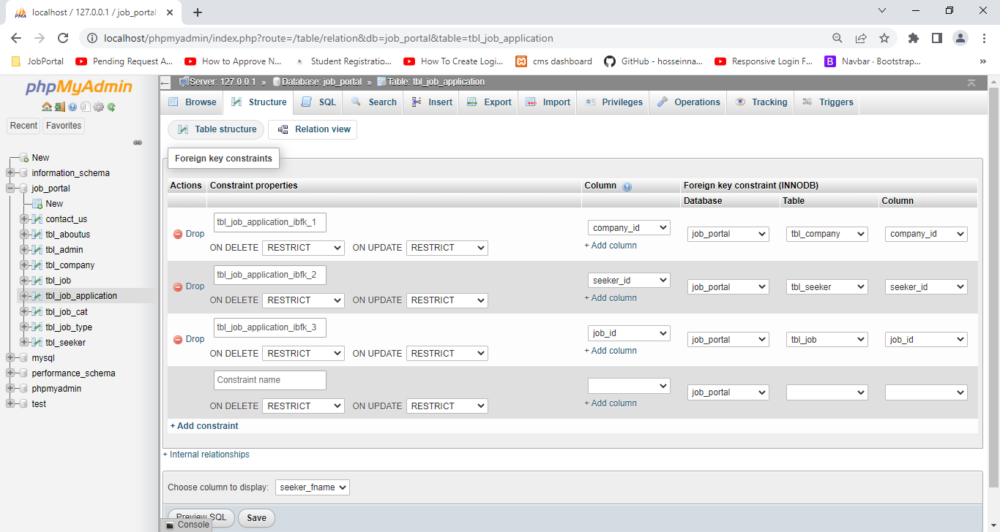 localhost / 127.0.0.1 / job_portal
localhost/phpmyadmin/index.php?route=/table/relation&db=job_portal&table=tbl_job_application
JobPortal Pending Request A... How to Approve N... Student Registratio... How To Create Logi... cms dashboard GitHub - hosseinna... Responsive Login F... Navbar - Bootstrap... »
phpMyAdmin
Recent Favorites
New
information_schema
job_portal
New
contact_us
tbl_aboutus
tbl_admin
tbl_company
tbl_job
tbl_job_application
tbl_job_cat
tbl_job_type
tbl_seeker
mysql
performance_schema
phpmyadmin
test
Server: 127.0.0.1 » Database: job_portal » Table: tbl_job_application
Browse Structure SQL Search Insert Export Import Privileges Operations Tracking Triggers
Table structure Relation view
Foreign key constraints
Actions Constraint properties Column Foreign key constraint (INNODB)
Database Table Column
tbl_job_application_ibfk_1
Drop company_id job_portal tbl_company company_id
ON DELETE RESTRICT ON UPDATE RESTRICT + Add column
tbl_job_application_ibfk_2
Drop seeker_id job_portal tbl_seeker seeker_id
ON DELETE RESTRICT ON UPDATE RESTRICT + Add column
tbl_job_application_ibfk_3
Drop job_id job_portal tbl_job job_id
ON DELETE RESTRICT ON UPDATE RESTRICT + Add column
Constraint name
job_portal
ON DELETE RESTRICT ON UPDATE RESTRICT + Add column
+ Add constraint
+ Internal relationships
Choose column to display: seeker_fname
Preview SQL Save
Console